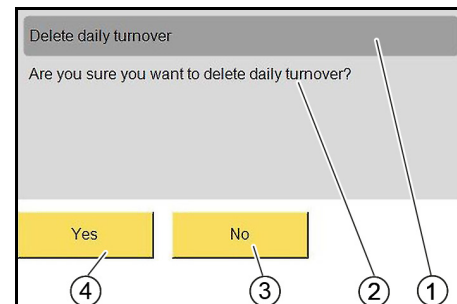 Delete daily turnover
Are you sure you want to delete daily turnover?
Yes No
4 3 2 1